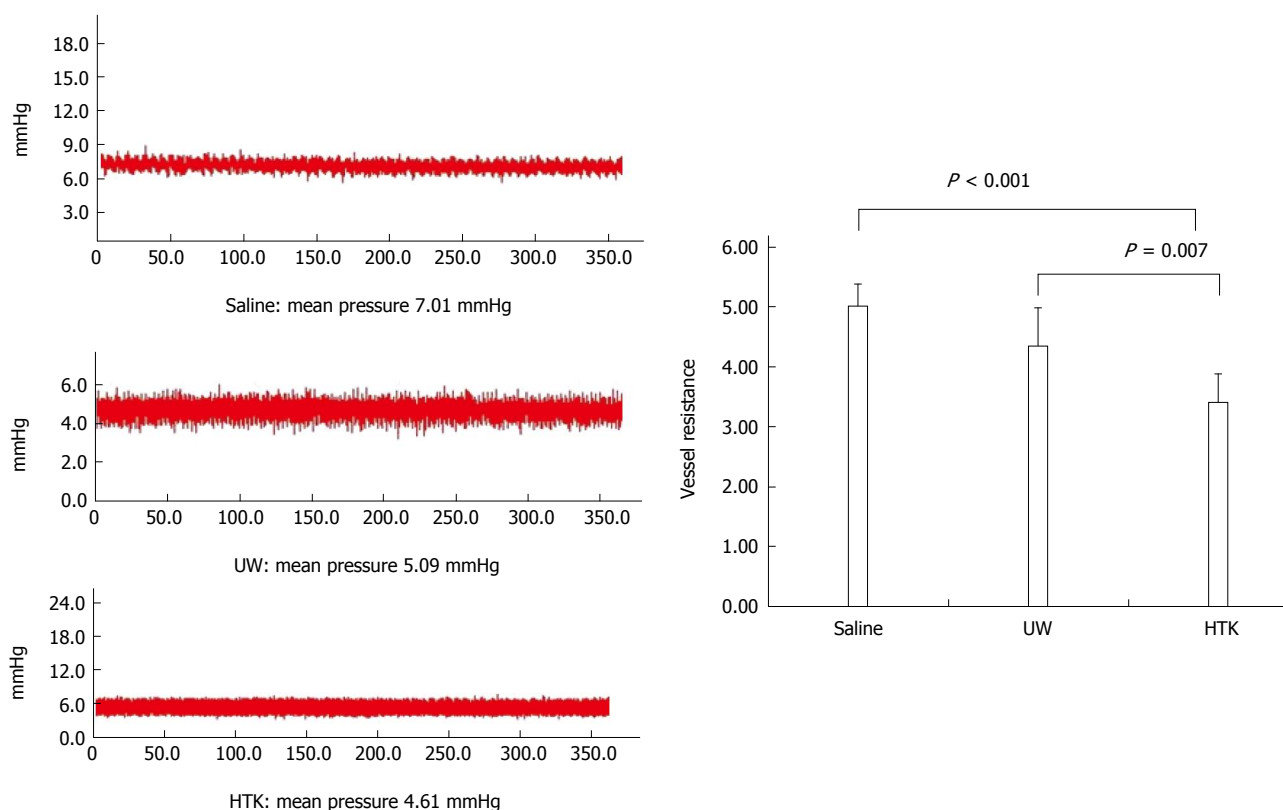 18.0
15.0
12.0
9.0
6.0
3.0
mmHg
0 50.0 100.0 150.0 200.0 250.0 300.0 350.0
Saline: mean pressure 7.01 mmHg
6.0
4.0
2.0
0.0
mmHg
0 50.0 100.0 150.0 200.0 250.0 300.0 350.0
UW: mean pressure 5.09 mmHg
24.0
18.0
12.0
6.0
0.0
mmHg
0 50.0 100.0 150.0 200.0 250.0 300.0 350.0
HTK: mean pressure 4.61 mmHg
P < 0.001
P = 0.007
6.00
5.00
4.00
3.00
2.00
1.00
0.00
Vessel resistance
Saline UW HTK